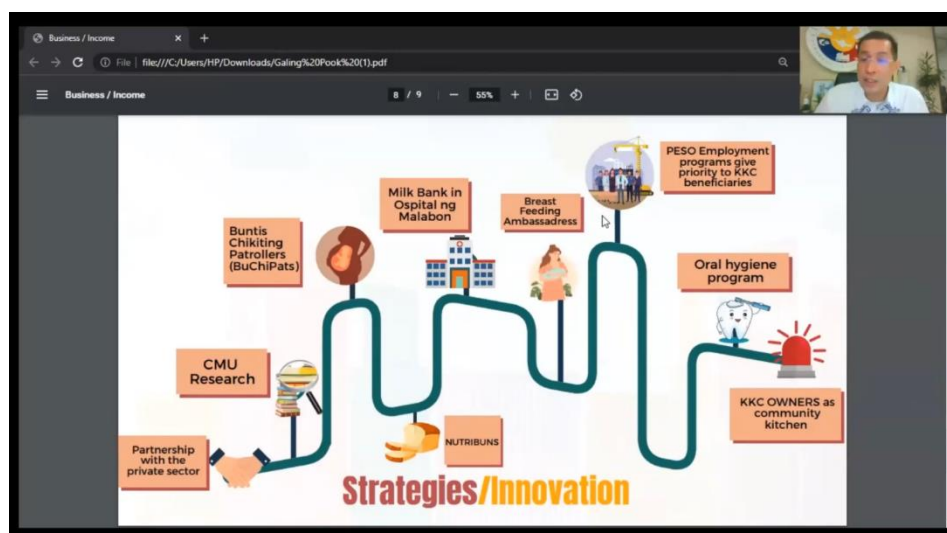 Business / Income
File
file:///C:/Users/HP/Downloads/Galing%20Pook%20(1).pdf
Business / Income
8 / 9
55%
PESO Employment
programs give
priority to KKC
beneficiaries
Milk Bank in
Ospital ng
Malabon
Breast
Feeding
Ambassadress
Buntis
Chikiting
Patrollers
(BuChiPats)
Oral hygiene
program
CMU
Research
KKC OWNERS as
community
kitchen
NUTRIBUNS
Partnership
with the
private sector
Strategies/Innovation